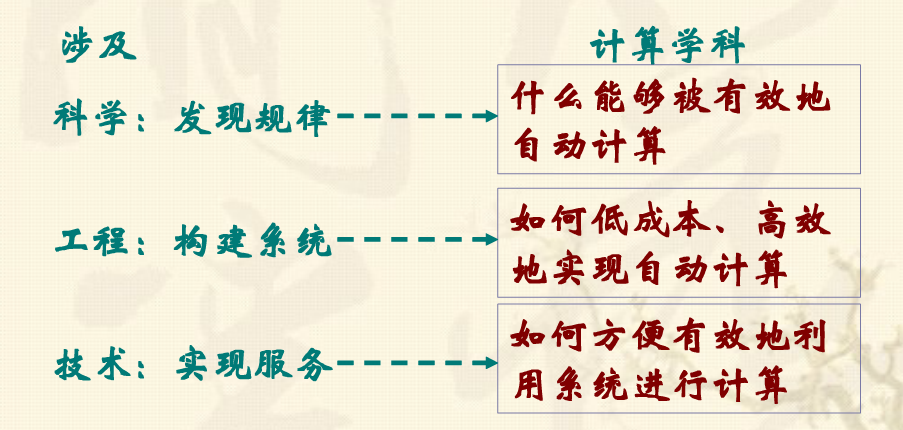 涉及
计算学科
科学：发现规律
什么能够被有效地
自动计算
工程：构建系统
如何低成本、高效
地实现自动计算
技术：实现服务
如何方便有效地利
用系统进行计算